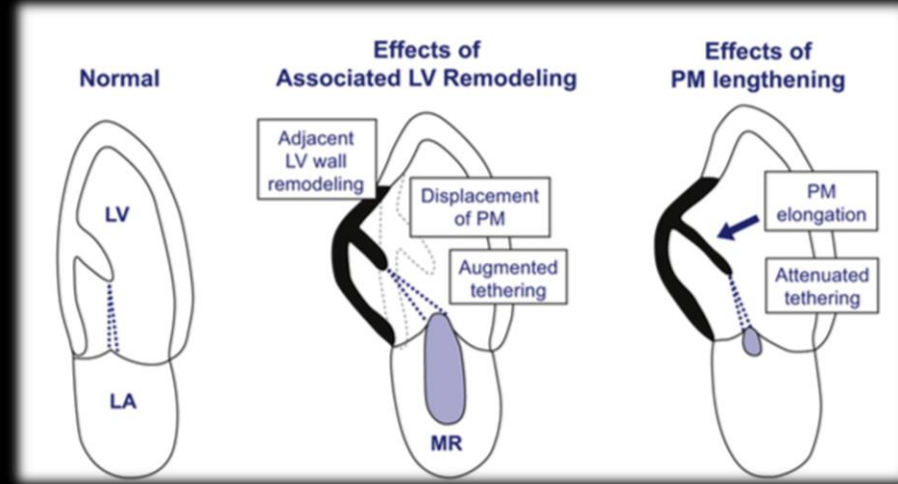 Normal
Effects of
Associated LV Remodeling
Effects of
PM lengthening
Adjacent
LV wall
remodeling
Displacement
of PM
Augmented
tethering
PM
elongation
Attenuated
tethering
LV
LA
MR